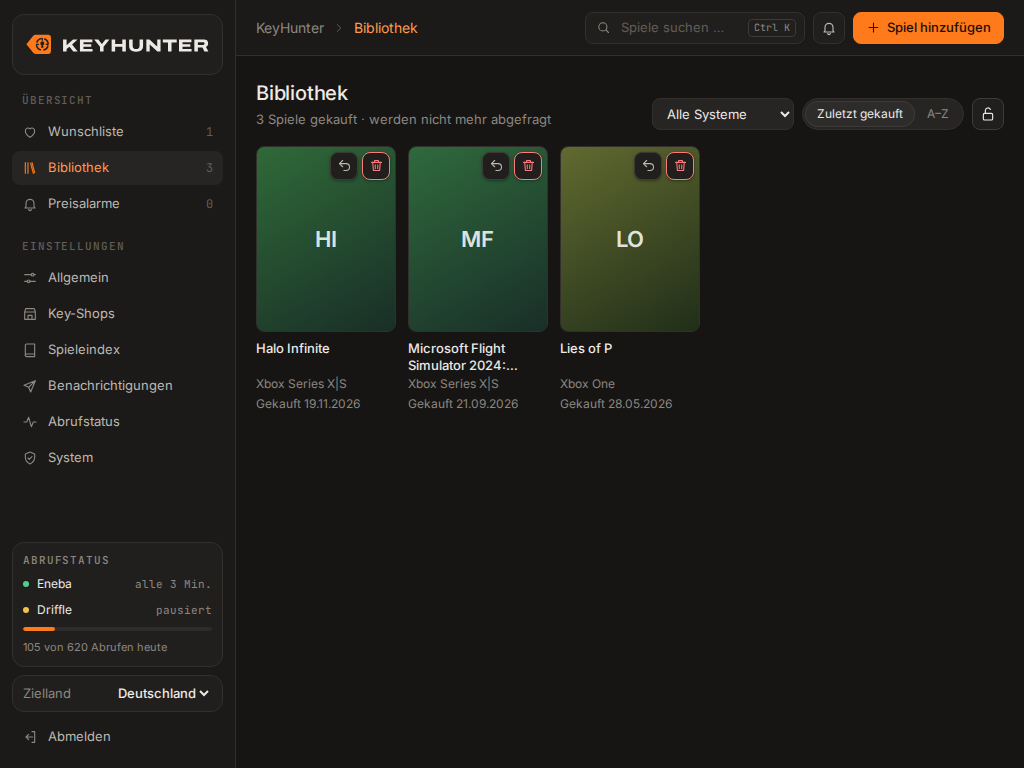 KEYHUNTER
ÜBERSICHT
Wunschliste 1
Bibliothek 3
Preisalarme 0
EINSTELLUNGEN
Allgemein
Key-Shops
Spieleindex
Benachrichtigungen
Abrufstatus
System
ABRUFSTATUS
Eneba alle 3 Min.
Driffle pausiert
105 von 620 Abrufen heute
Zielland Deutschland
Abmelden
KeyHunter Bibliothek
Spiele suchen ... Ctrl K
Spiel hinzufügen
Bibliothek
3 Spiele gekauft · werden nicht mehr abgefragt
Alle Systeme
Zuletzt gekauft A–Z
HI
Halo Infinite
Xbox Series X|S
Gekauft 19.11.2026
MF
Microsoft Flight
Simulator 2024:...
Xbox Series X|S
Gekauft 21.09.2026
LO
Lies of P
Xbox One
Gekauft 28.05.2026